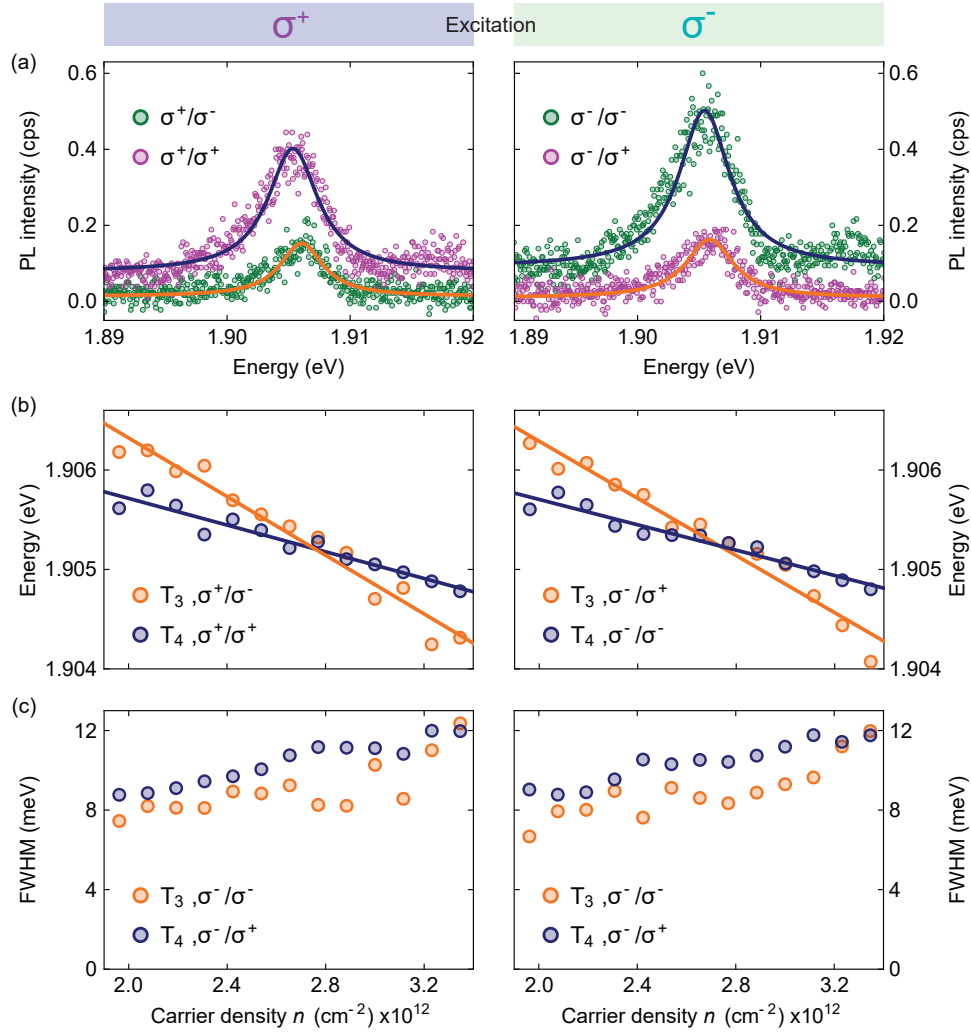 σ⁺ Excitation σ⁻
(a)
0.6
0.4
0.2
0.0
PL intensity (cps)
σ⁺/σ⁻
σ⁺/σ⁺
1.89 1.90 1.91 1.92
Energy (eV)
σ⁻/σ⁻
σ⁻/σ⁺
0.6
0.4
0.2
0.0
PL intensity (cps)
1.89 1.90 1.91 1.92
Energy (eV)
(b)
1.906
1.905
1.904
Energy (eV)
T₃ ,σ⁺/σ⁻
T₄ ,σ⁺/σ⁺
T₃ ,σ⁻/σ⁺
T₄ ,σ⁻/σ⁻
1.906
1.905
1.904
Energy (eV)
(c)
12
8
4
0
FWHM (meV)
T₃ ,σ⁻/σ⁻
T₄ ,σ⁻/σ⁺
2.0 2.4 2.8 3.2
Carrier density n (cm⁻²) x10¹²
T₃ ,σ⁻/σ⁻
T₄ ,σ⁻/σ⁺
12
8
4
0
FWHM (meV)
2.0 2.4 2.8 3.2
Carrier density n (cm⁻²) x10¹²